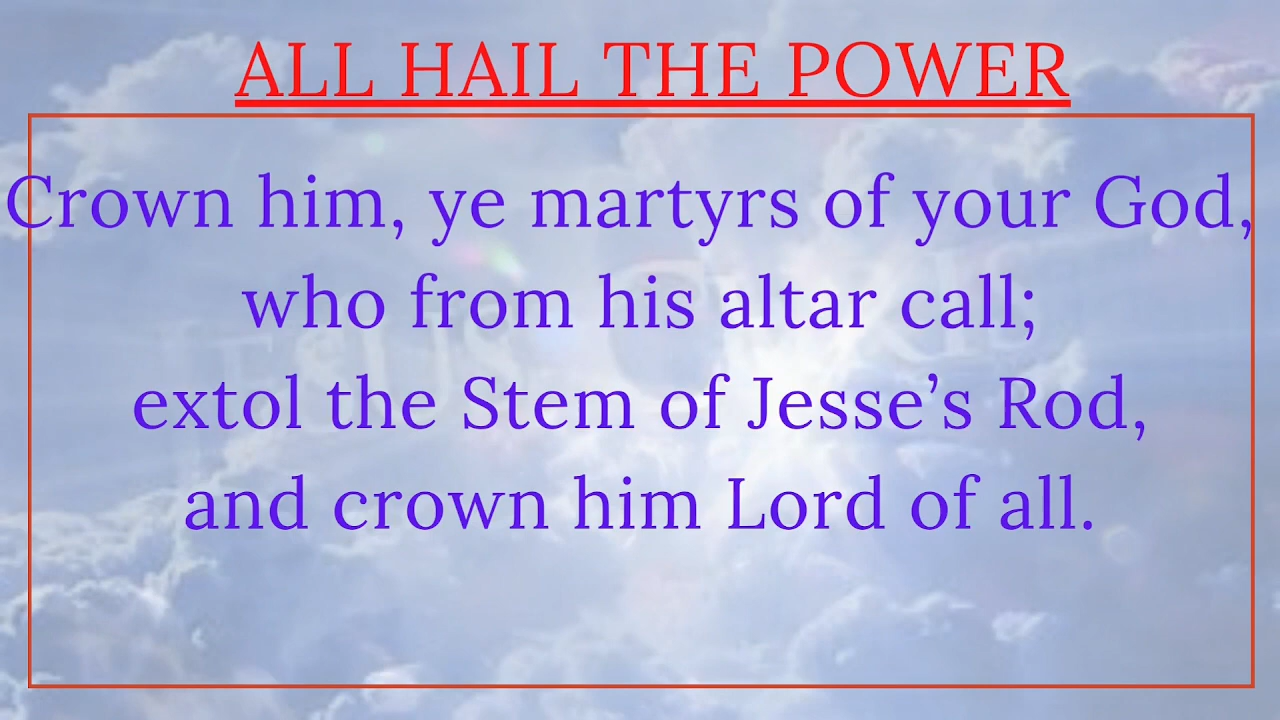 ALL HAIL THE POWER
Crown him, ye martyrs of your God,
who from his altar call;
extol the Stem of Jesse’s Rod,
and crown him Lord of all.